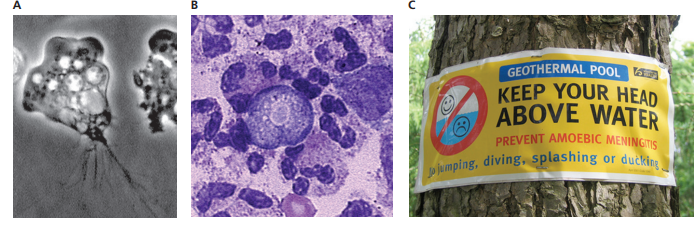 A
B
C
GEOTHERMAL POOL
KEEP YOUR HEAD
ABOVE WATER
PREVENT AMOEBIC MENINGITIS
jumping, diving, splashing or ducking